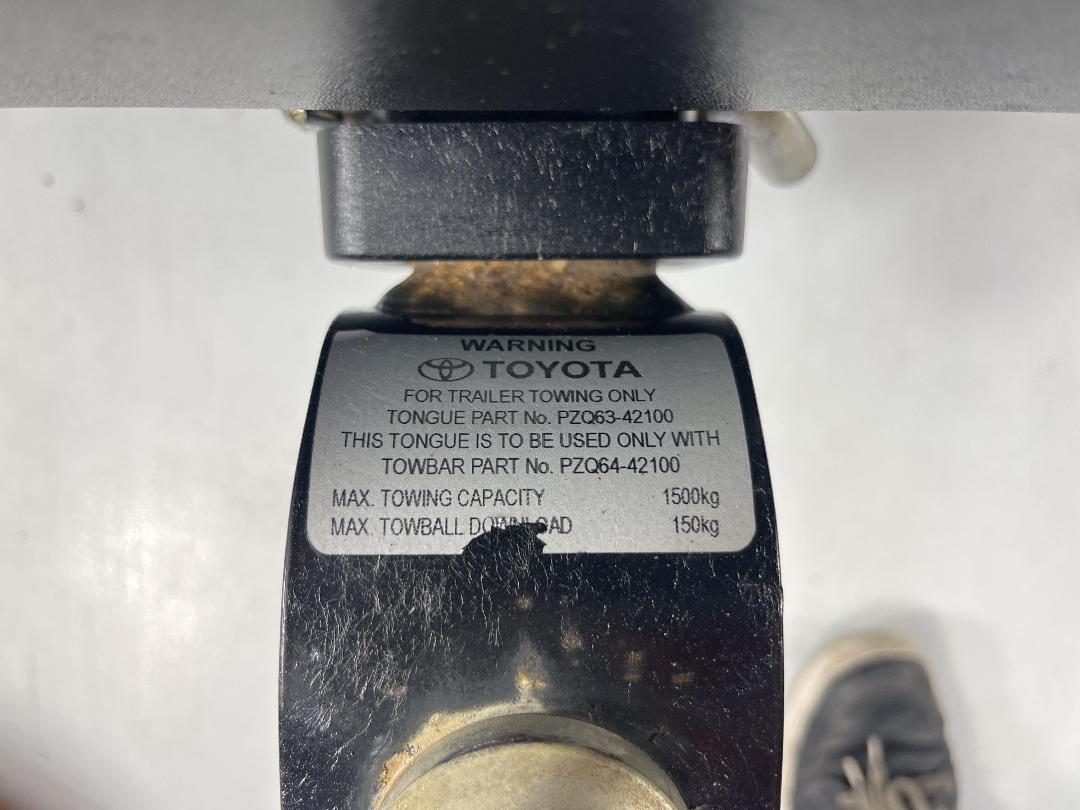 WARNING
TOYOTA
FOR TRAILER TOWING ONLY
TONGUE PART No. PZQ63-42100
THIS TONGUE IS TO BE USED ONLY WITH
TOWBAR PART No. PZQ64-42100
MAX. TOWING CAPACITY 1500kg
MAX. TOWBALL DOWNLOAD 150kg